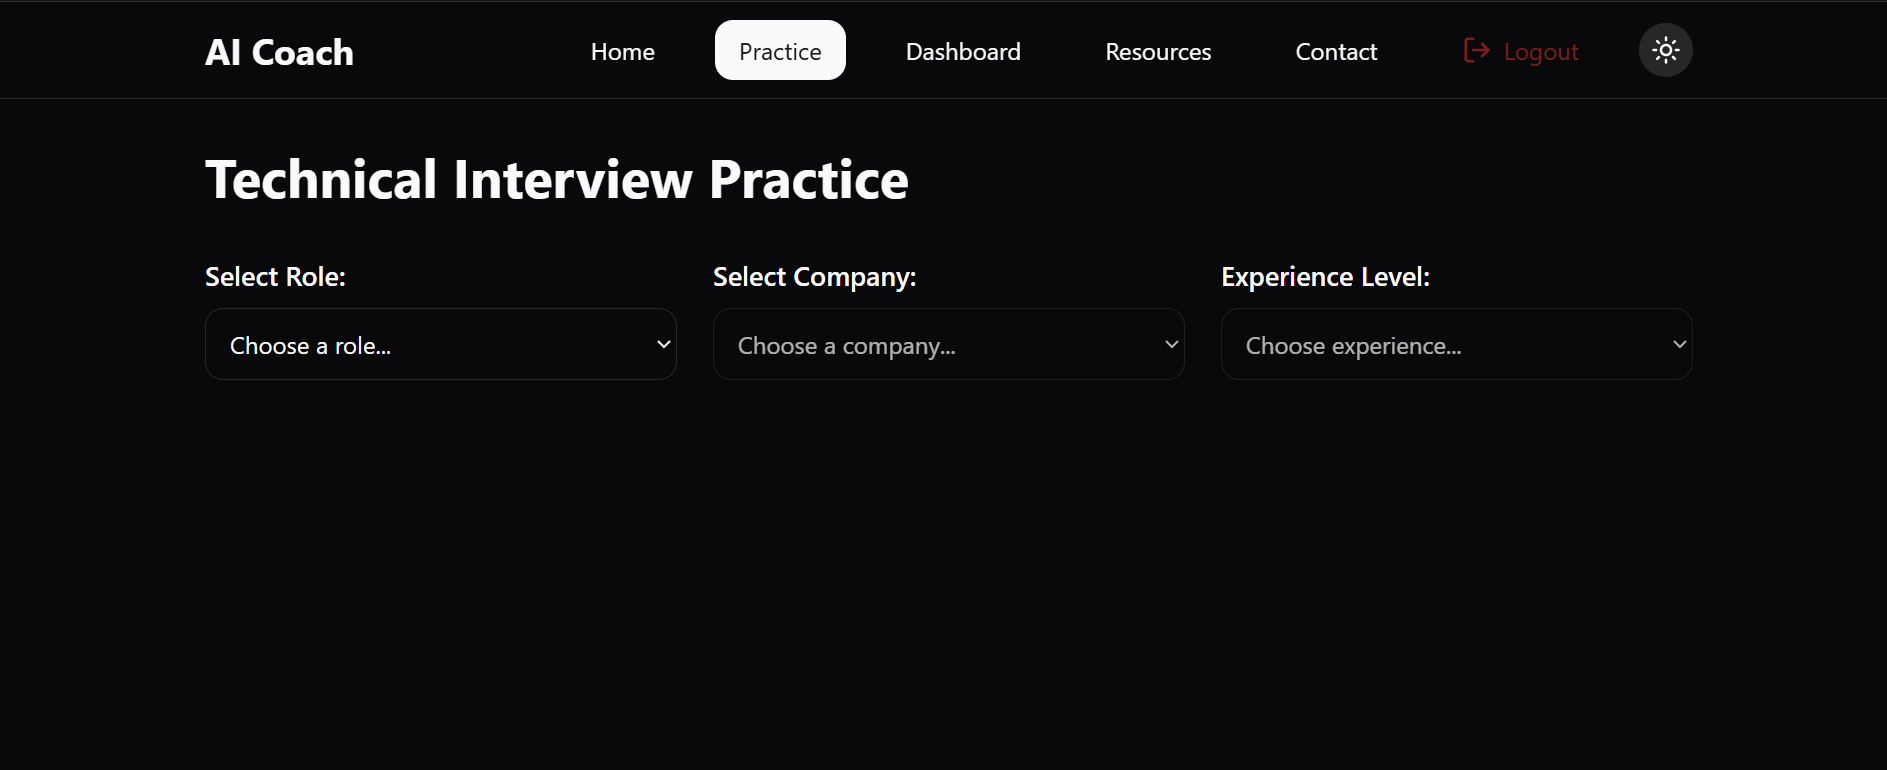 AI Coach Home Practice Dashboard Resources Contact Logout
Technical Interview Practice
Select Role: Select Company: Experience Level:
Choose a role... Choose a company... Choose experience...